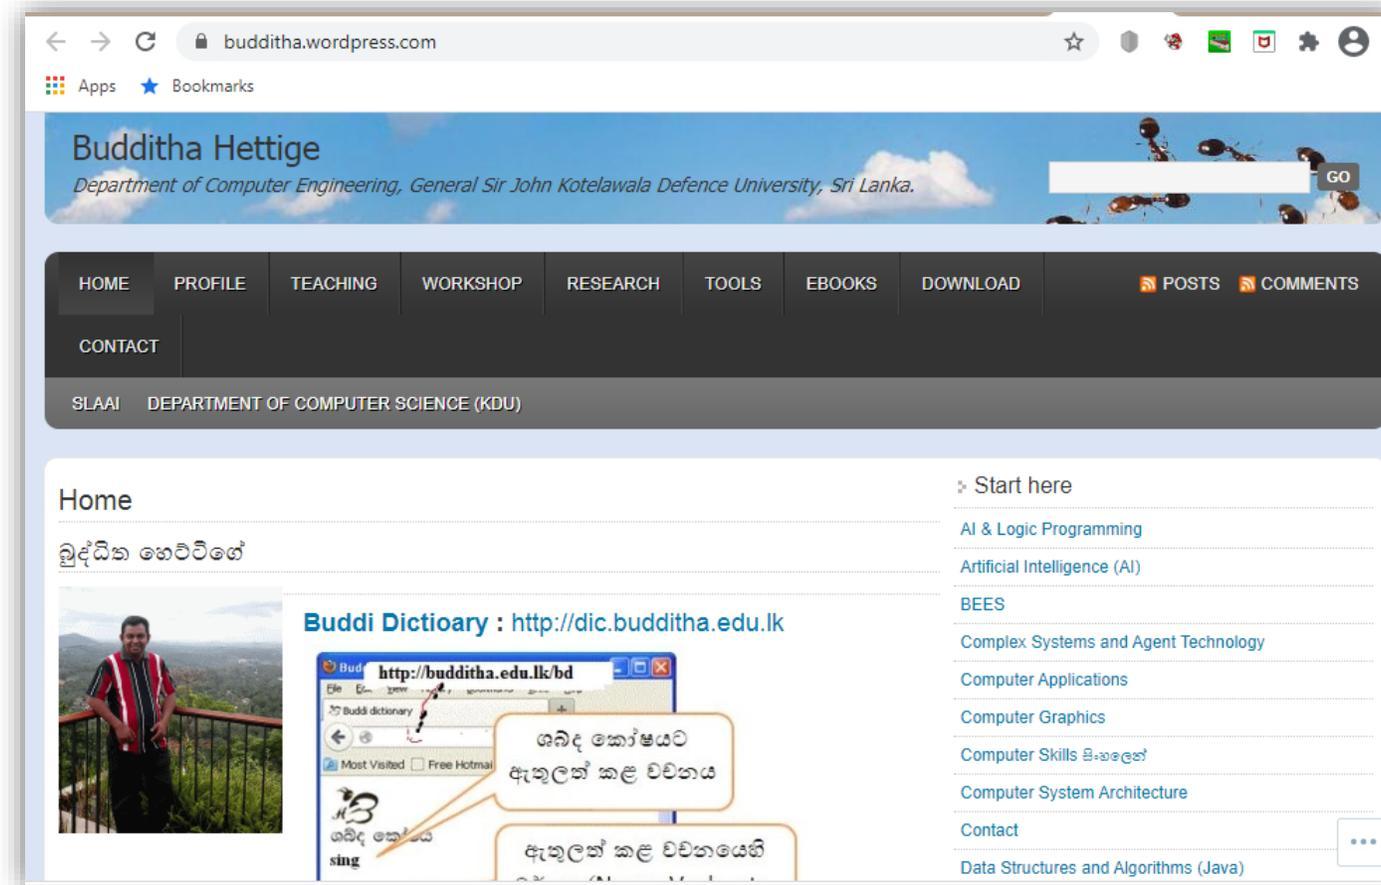 budditha.wordpress.com
Apps
Bookmarks
Budditha Hettige
Department of Computer Engineering, General Sir John Kotelawala Defence University, Sri Lanka.
GO
HOME PROFILE TEACHING WORKSHOP RESEARCH TOOLS EBOOKS DOWNLOAD
POSTS COMMENTS
CONTACT
SLAAI DEPARTMENT OF COMPUTER SCIENCE (KDU)
Home
බුද්ධිත හෙට්ටිගේ
Buddi Dictioary : http://dic.budditha.edu.lk
http://budditha.edu.lk/bd
Buddi dictionary
Most Visited Free Hotmai
ශබ්ද කෝෂයට
ඇතුලත් කළ වචනය
ශබ්ද කෝෂය
sing
ඇතුලත් කළ වචනයෙහි
Start here
AI & Logic Programming
Artificial Intelligence (AI)
BEES
Complex Systems and Agent Technology
Computer Applications
Computer Graphics
Computer Skills සිංහලෙන්
Computer System Architecture
Contact
Data Structures and Algorithms (Java)